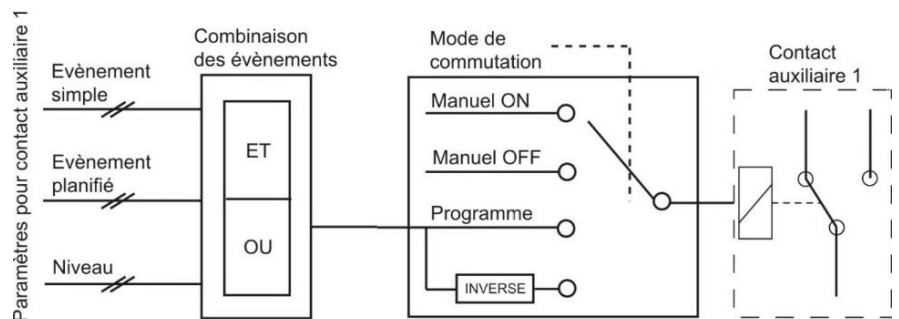 Paramètres pour contact auxiliaire 1
Evènement
simple
Evènement
planifié
Niveau
Combinaison
des évènements
ET
OU
Mode de
commutation
Manuel ON
Manuel OFF
Programme
INVERSE
Contact
auxiliaire 1